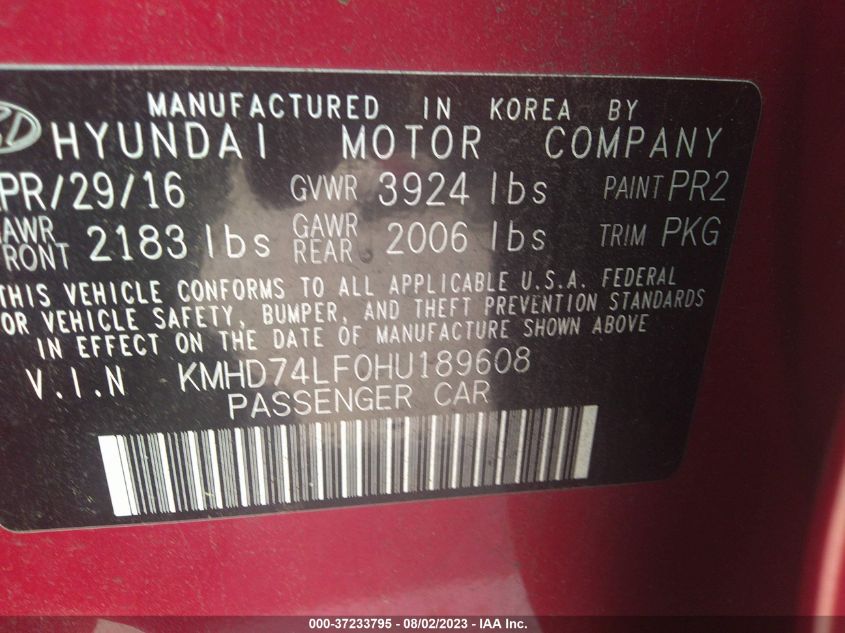 MANUFACTURED IN KOREA BY
HYUNDAI MOTOR COMPANY
PR/29/16 GVWR 3924 lbs PAINT PR2
GAWR FRONT 2183 lbs GAWR REAR 2006 lbs TRIM PKG
THIS VEHICLE CONFORMS TO ALL APPLICABLE U.S.A. FEDERAL
OR VEHICLE SAFETY, BUMPER, AND THEFT PREVENTION STANDARDS
IN EFFECT ON THE DATE OF MANUFACTURE SHOWN ABOVE
V.I.N KMHD74LF0HU189608
PASSENGER CAR
000-37233795 - 08/02/2023 - IAA Inc.